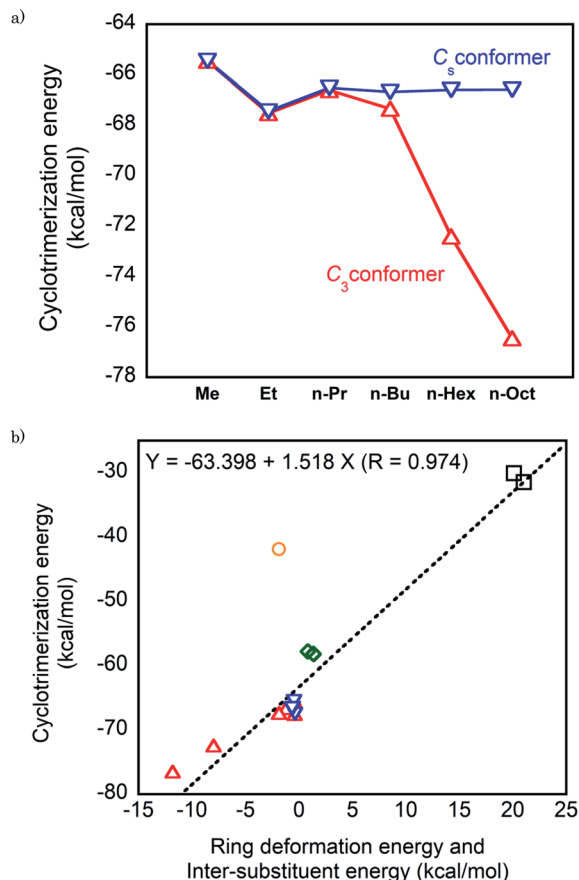 a)
Cyclotrimerization energy
(kcal/mol)
-64
-66
-68
-70
-72
-74
-76
-78
Cs conformer
C3 conformer
Me Et n-Pr n-Bu n-Hex n-Oct
b)
Cyclotrimerization energy
(kcal/mol)
-30
-40
-50
-60
-70
-80
Y = -63.398 + 1.518 X (R = 0.974)
-15 -10 -5 0 5 10 15 20 25
Ring deformation energy and
Inter-substituent energy (kcal/mol)